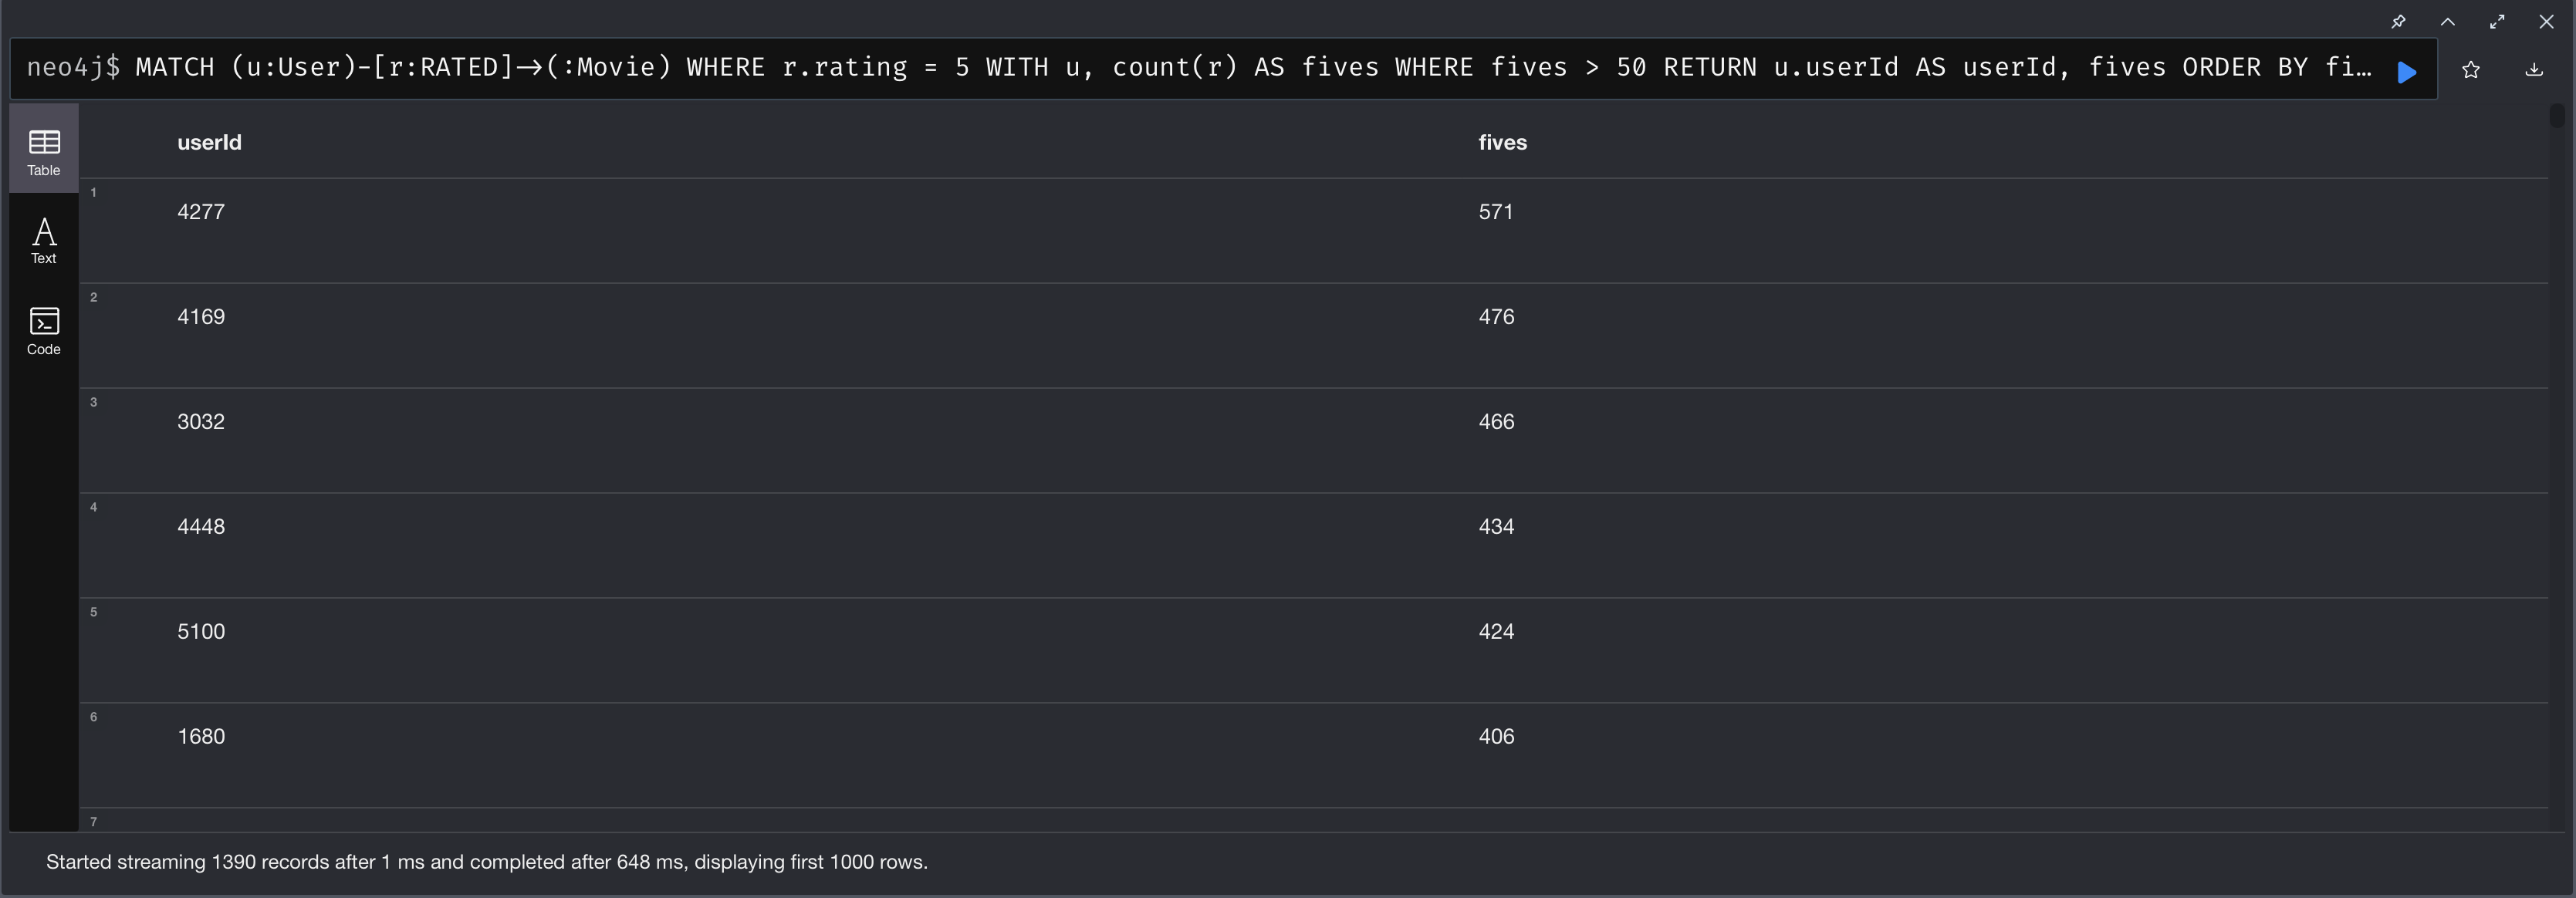 neo4j$ MATCH (u:User)-[r:RATED]→(:Movie) WHERE r.rating = 5 WITH u, count(r) AS fives WHERE fives > 50 RETURN u.userId AS userId, fives ORDER BY fi…
Table
Text
Code
userId fives
1
4277 571
2
4169 476
3
3032 466
4
4448 434
5
5100 424
6
1680 406
7
Started streaming 1390 records after 1 ms and completed after 648 ms, displaying first 1000 rows.